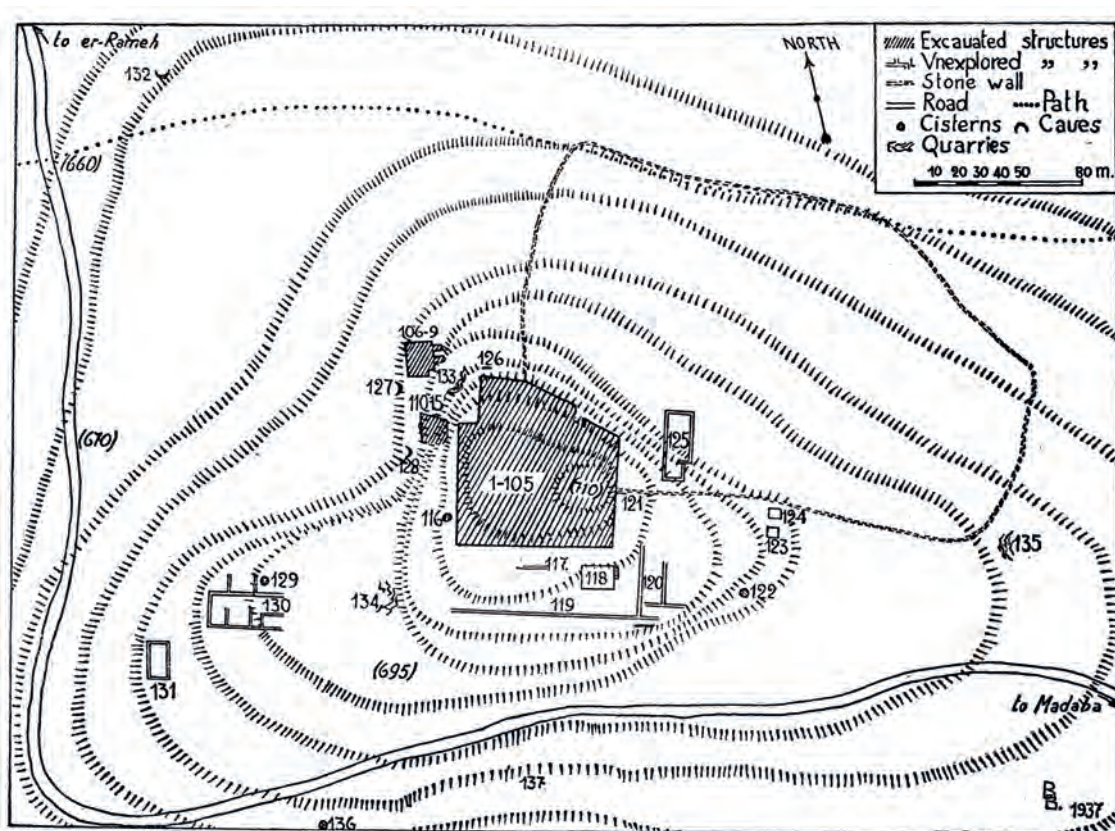 to er-Rameh
132
NORTH
Excavated structures
Unexplored " "
Stone wall
Road Path
Cisterns Caves
Quarries
10 20 30 40 50 80 m.
(660)
106-9
126
133
127
110-15
(670)
125
128
1-105
(710)
116
121
124
123
135
117
118
129
120
130
134
119
122
131
(695)
to Madaba
137
B.
B. 1937
136